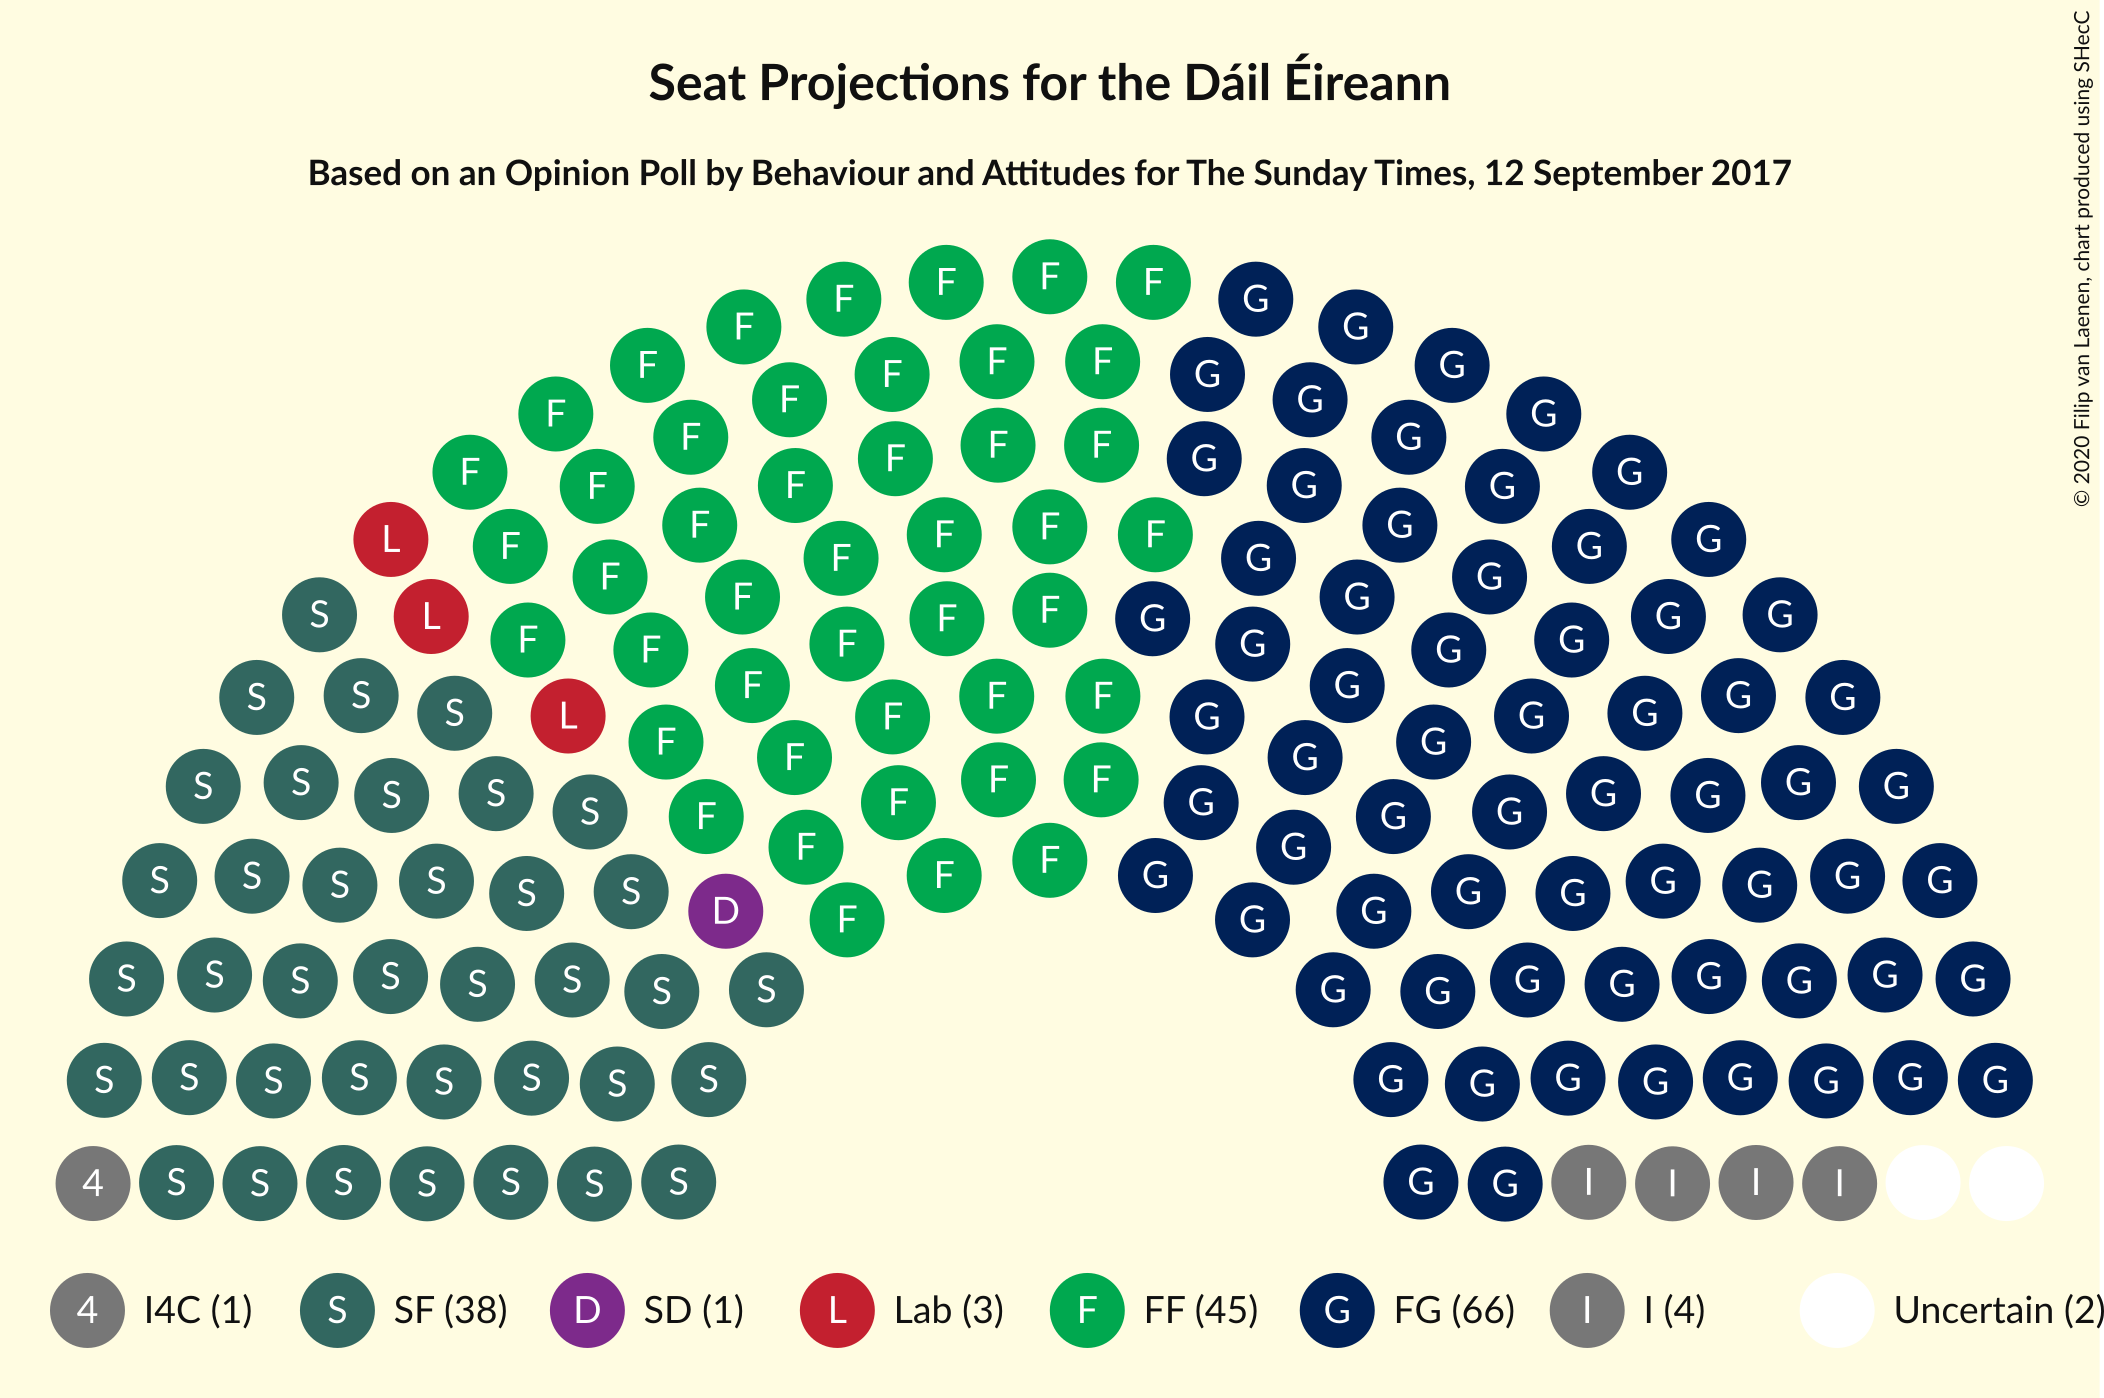 Seat Projections for the Dáil Éireann
Based on an Opinion Poll by Behaviour and Attitudes for The Sunday Times, 12 September 2017
© 2020 Filip van Laenen, chart produced using SHecC
F F F F F F G G G G
F F F F F G G G G
F F F F F G G G G
L F F F F F F G G G G G
S L F F F F G G G G G G
S S S L F F F F F G G G G G G G
S S S S S F F F F F G G G G G G G
S S S S S S D F F F F G G G G G G G G G
S S S S S S S S G G G G G G G G
S S S S S S S S G G G G G G G G
4 S S S S S S S G G I I I I
4 I4C (1) S SF (38) D SD (1) L Lab (3) F FF (45) G FG (66) I I (4) Uncertain (2)